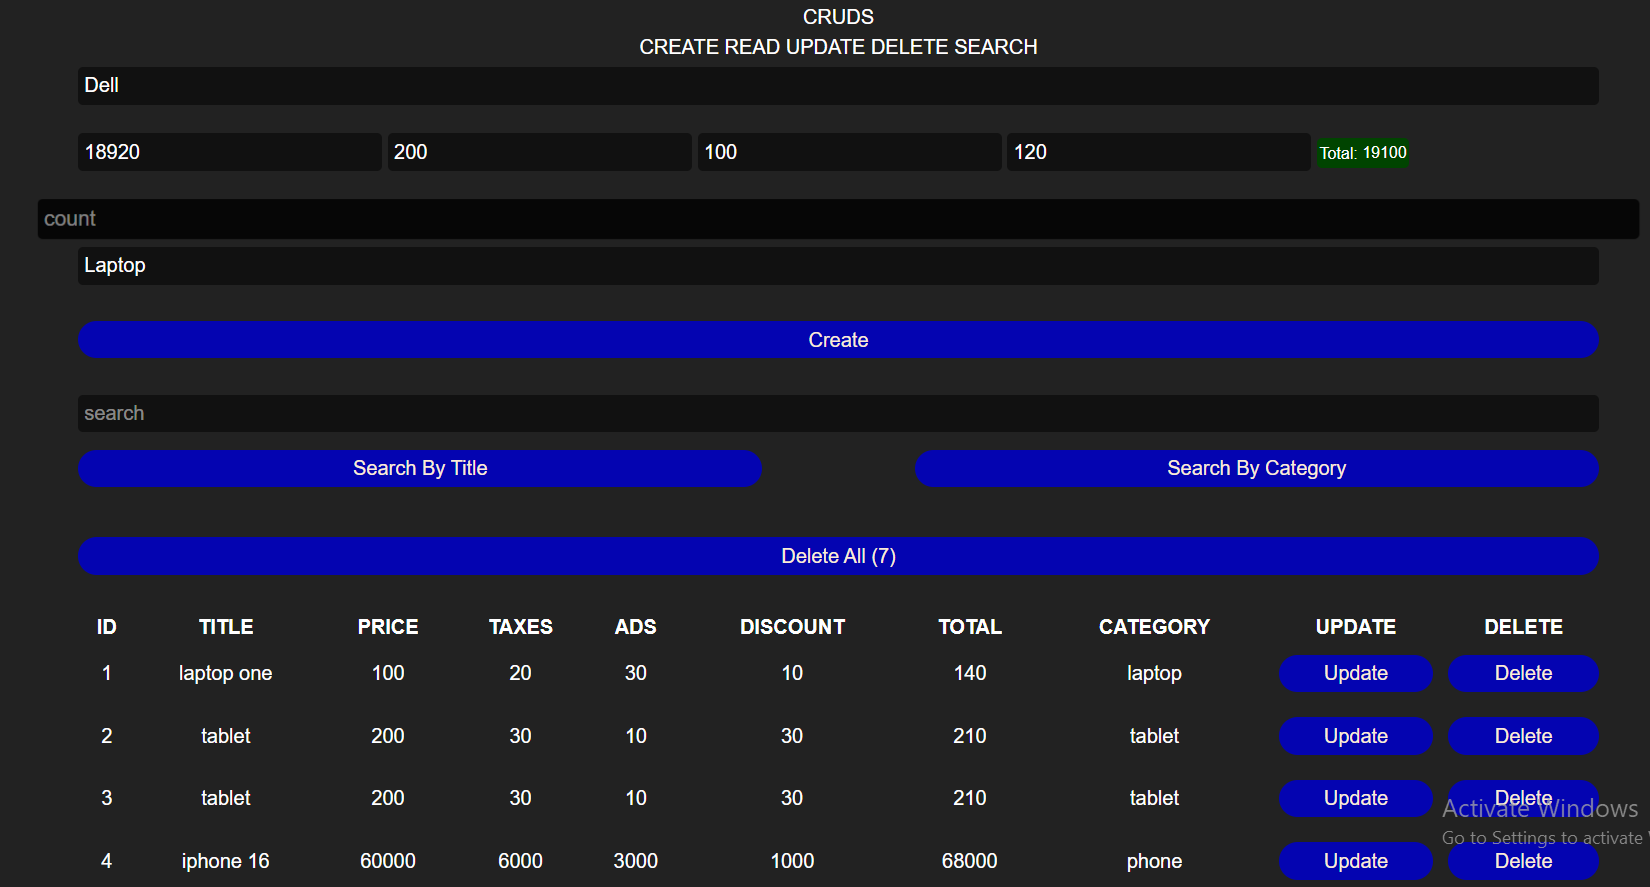 CRUDS
CREATE READ UPDATE DELETE SEARCH
Dell
18920 200 100 120 Total: 19100
count
Laptop
Create
search
Search By Title Search By Category
Delete All (7)
ID TITLE PRICE TAXES ADS DISCOUNT TOTAL CATEGORY UPDATE DELETE
1 laptop one 100 20 30 10 140 laptop Update Delete
2 tablet 200 30 10 30 210 tablet Update Delete
3 tablet 200 30 10 30 210 tablet Update Delete
Activate Windows
Go to Settings to activate
4 iphone 16 60000 6000 3000 1000 68000 phone Update Delete